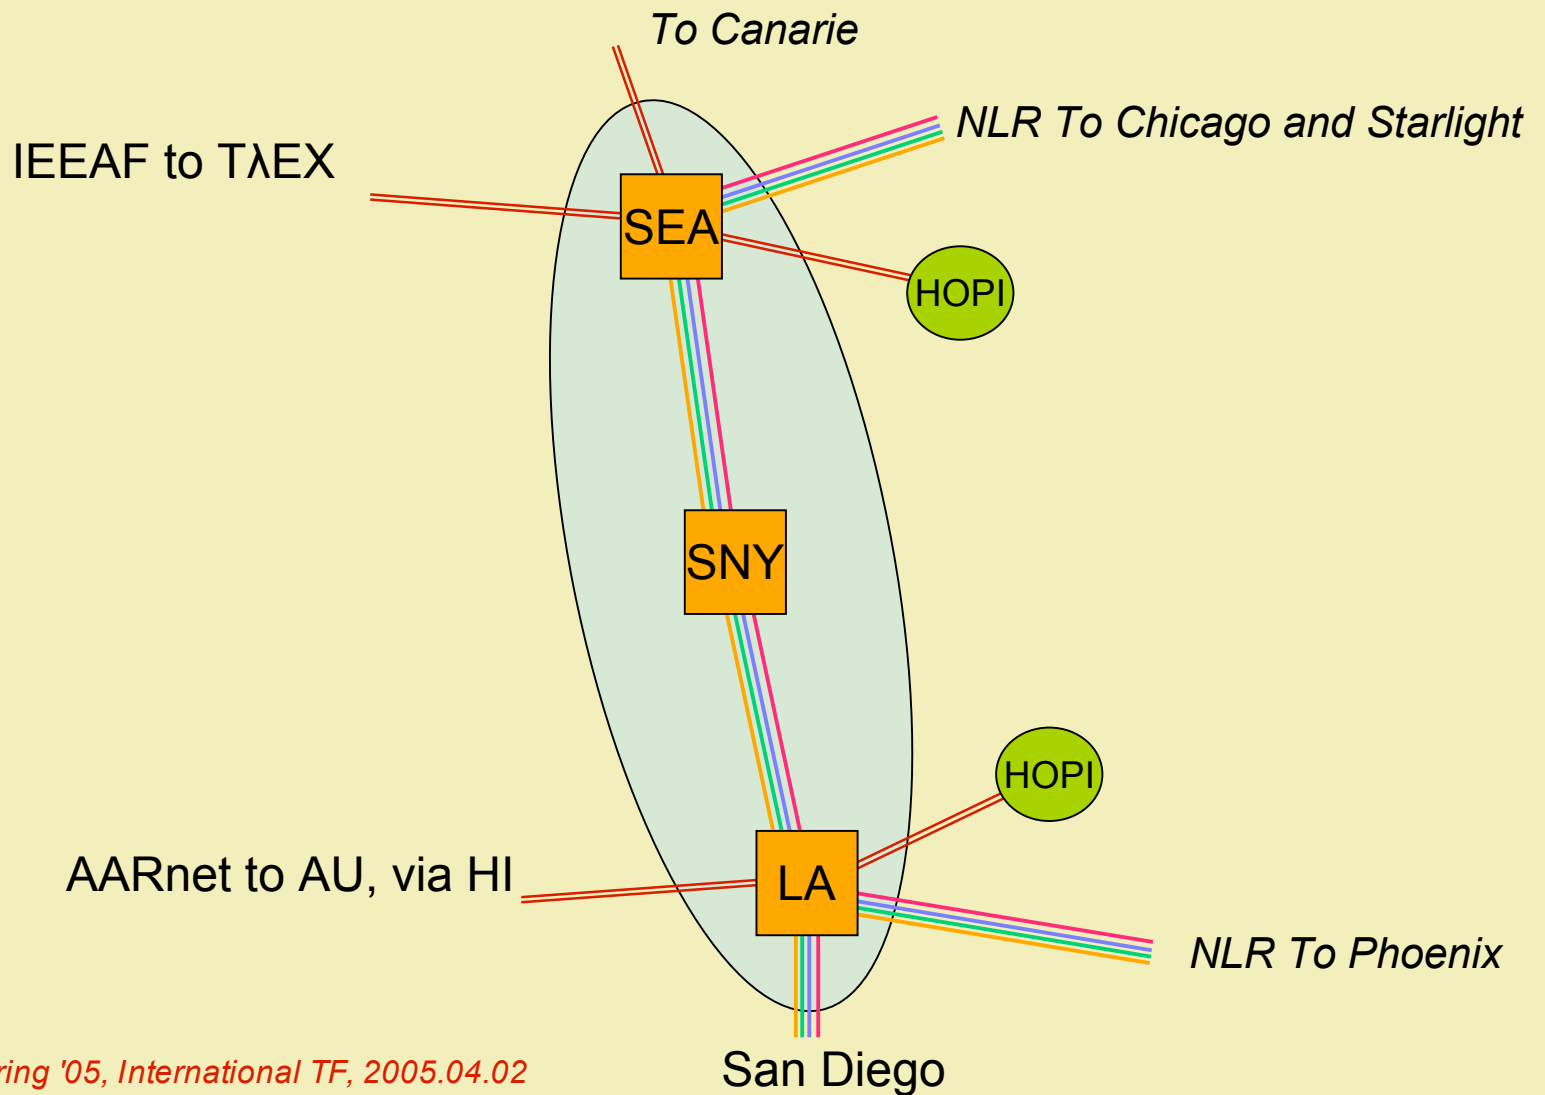 To Canarie
NLR To Chicago and Starlight
IEEAF to TλEX
SEA
HOPI
SNY
HOPI
AARnet to AU, via HI
LA
NLR To Phoenix
San Diego
'05, International TF, 2005.04.02